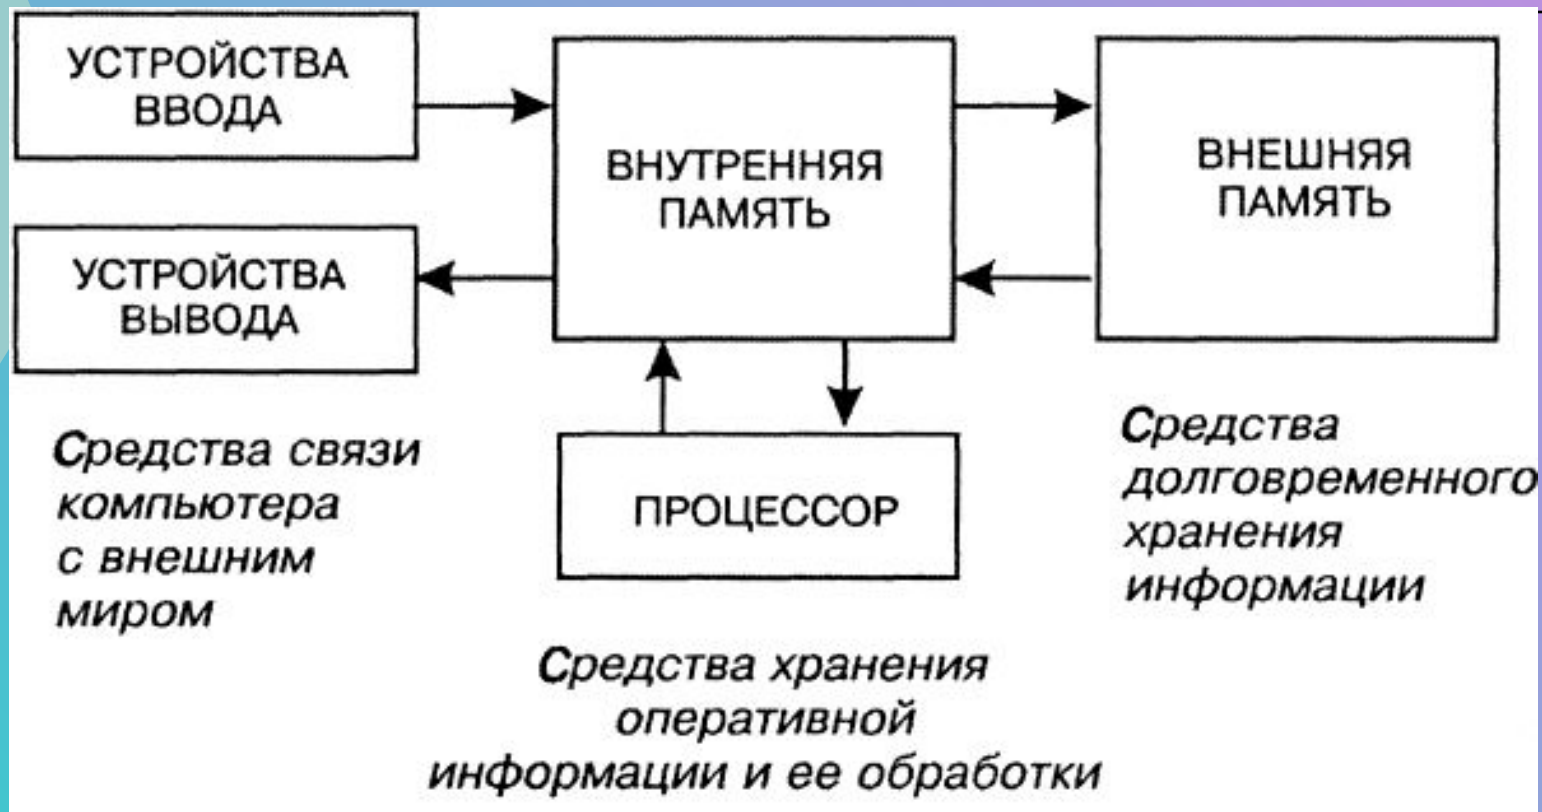 УСТРОЙСТВА
ВВОДА
УСТРОЙСТВА
ВЫВОДА
ВНУТРЕННЯЯ
ПАМЯТЬ
ВНЕШНЯЯ
ПАМЯТЬ
ПРОЦЕССОР
Средства связи
компьютера
с внешним
миром
Средства хранения
оперативной
информации и ее обработки
Средства
долговременного
хранения
информации